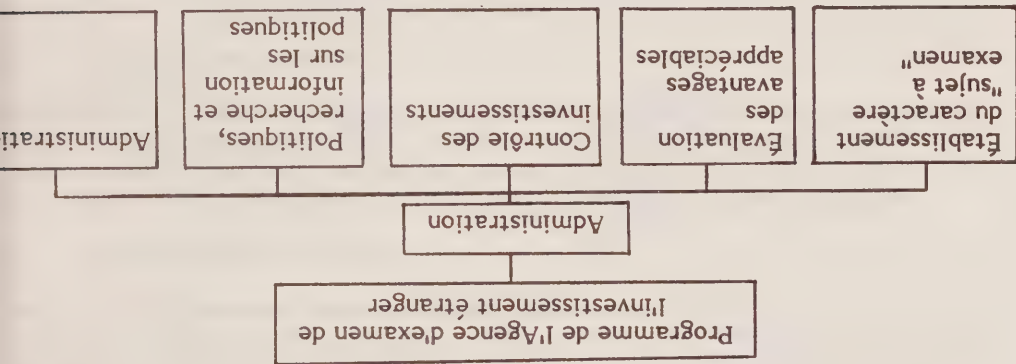 Programme de l'Agence d'examen de
l'investissement étranger
Administration
Établissement
du caractère
"sujet à
examen"
Évaluation
des
avantages
appréciables
Contrôle des
investissements
Politiques,
recherche et
information
sur les
politiques
Administrati